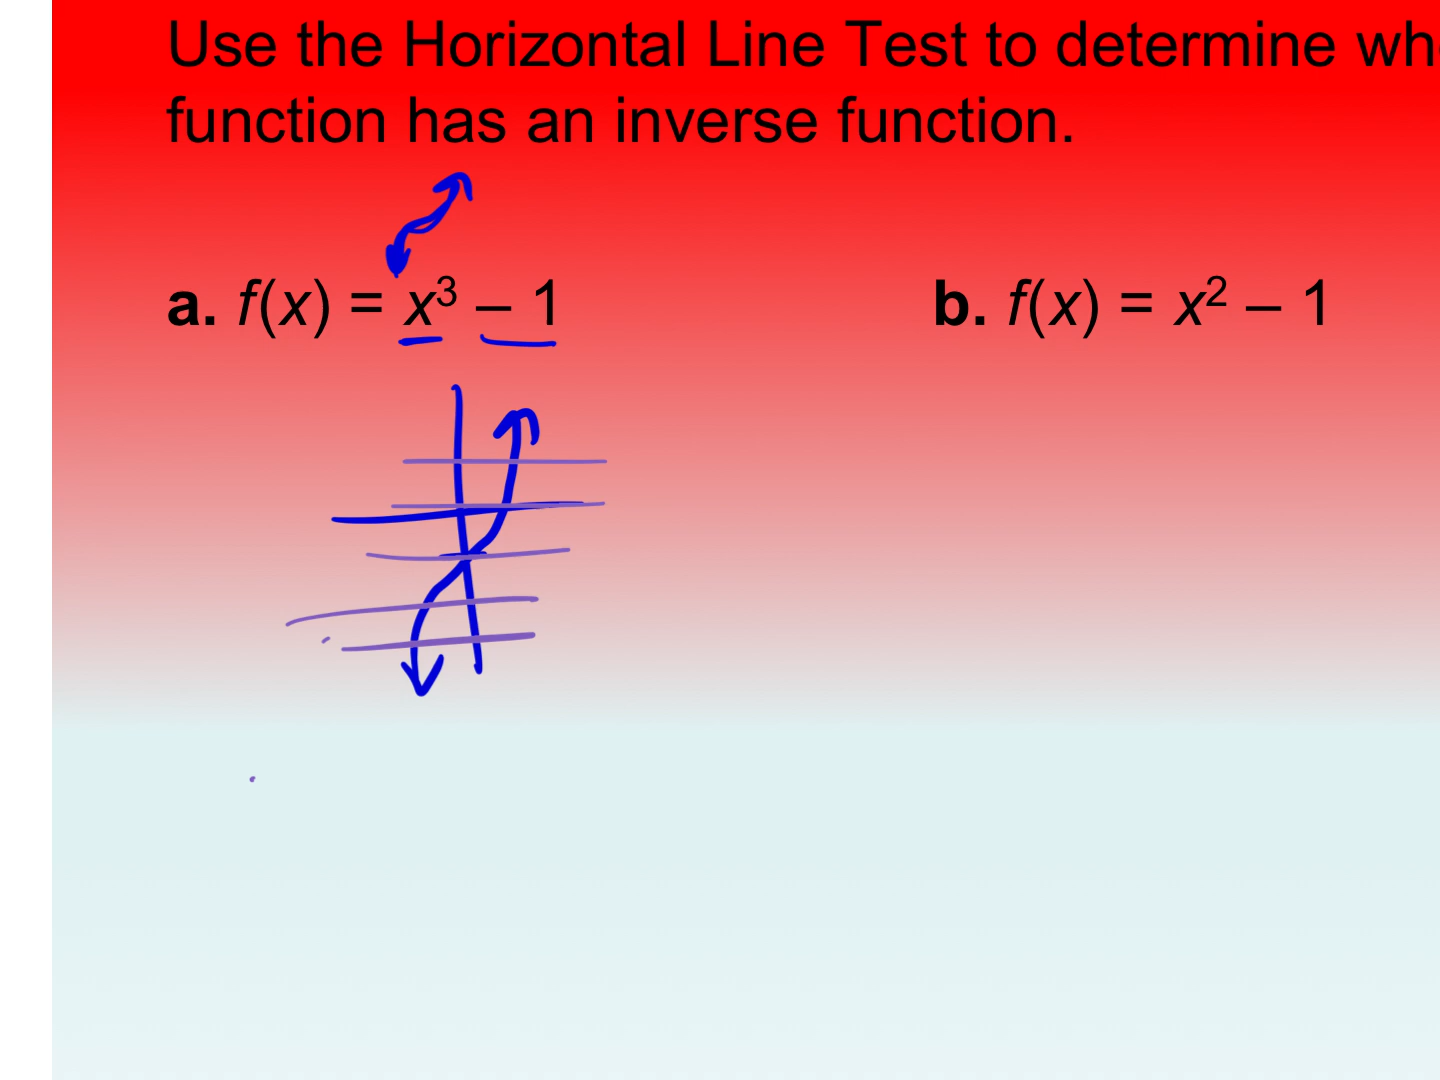 Use the Horizontal Line Test to determine wh
function has an inverse function.
a. f(x) = x³ – 1
b. f(x) = x² – 1